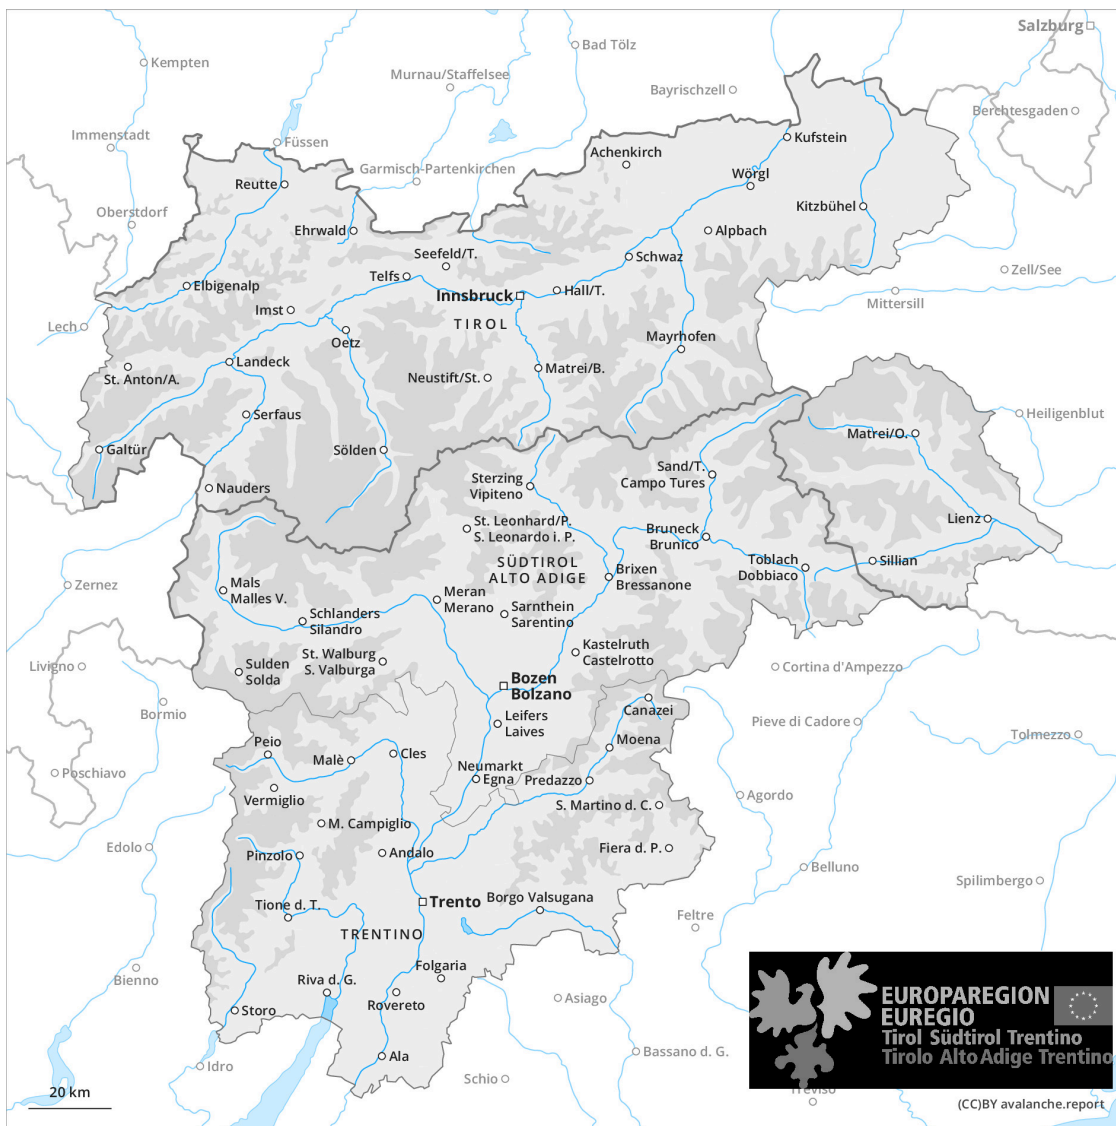 Salzburg
Bad Tölz
Kempten
Murnau/Staffelsee
Bayrischzell
Berchtesgaden
Immenstadt
Füssen
Kufstein
Achenkirch
Garmisch-Partenkirchen
Wörgl
Reutte
Oberstdorf
Kitzbühel
Ehrwald
Alpbach
Seefeld/T.
Schwaz
Zell/See
Telfs
Elbigenalp
Hall/T.
Innsbruck
Mittersill
Imst
TIROL
Lech
Oetz
Mayrhofen
Landeck
Matrei/B.
St. Anton/A.
Neustift/St.
Serfaus
Heiligenblut
Matrei/O.
Galtür
Sölden
Sand/T.
Campo Tures
Sterzing
Vipiteno
Nauders
St. Leonhard/P.
S. Leonardo i. P.
Lienz
Bruneck
Brunico
SÜDTIROL
ALTO ADIGE
Toblach
Dobbiaco
Sillian
Brixen
Bressanone
Zernez
Mals
Malles V.
Meran
Merano
Schlanders
Silandro
Sarnthein
Sarentino
Kastelruth
Castelrotto
St. Walburg
S. Valburga
Livigno
Sulden
Solda
Cortina d'Ampezzo
Bozen
Bolzano
Canazei
Bormio
Leifers
Laives
Pieve di Cadore
Tolmezzo
Moena
Peio
Cles
Malè
Poschiavo
Neumarkt
Egna
Predazzo
Vermiglio
Agordo
S. Martino d. C.
M. Campiglio
Edolo
Fiera d. P.
Pinzolo
Andalo
Belluno
Spilimbergo
Borgo Valsugana
Trento
Tione d. T.
Feltre
TRENTINO
Folgaria
Bienno
Riva d. G.
Rovereto
Asiago
Storo
EUROPAREGION
EUREGIO
Tirol Südtirol Trentino
Tirolo Alto Adige Trentino
Ala
Bassano d. G.
Idro
Schio
Treviso
20 km
(CC)BY avalanche.report